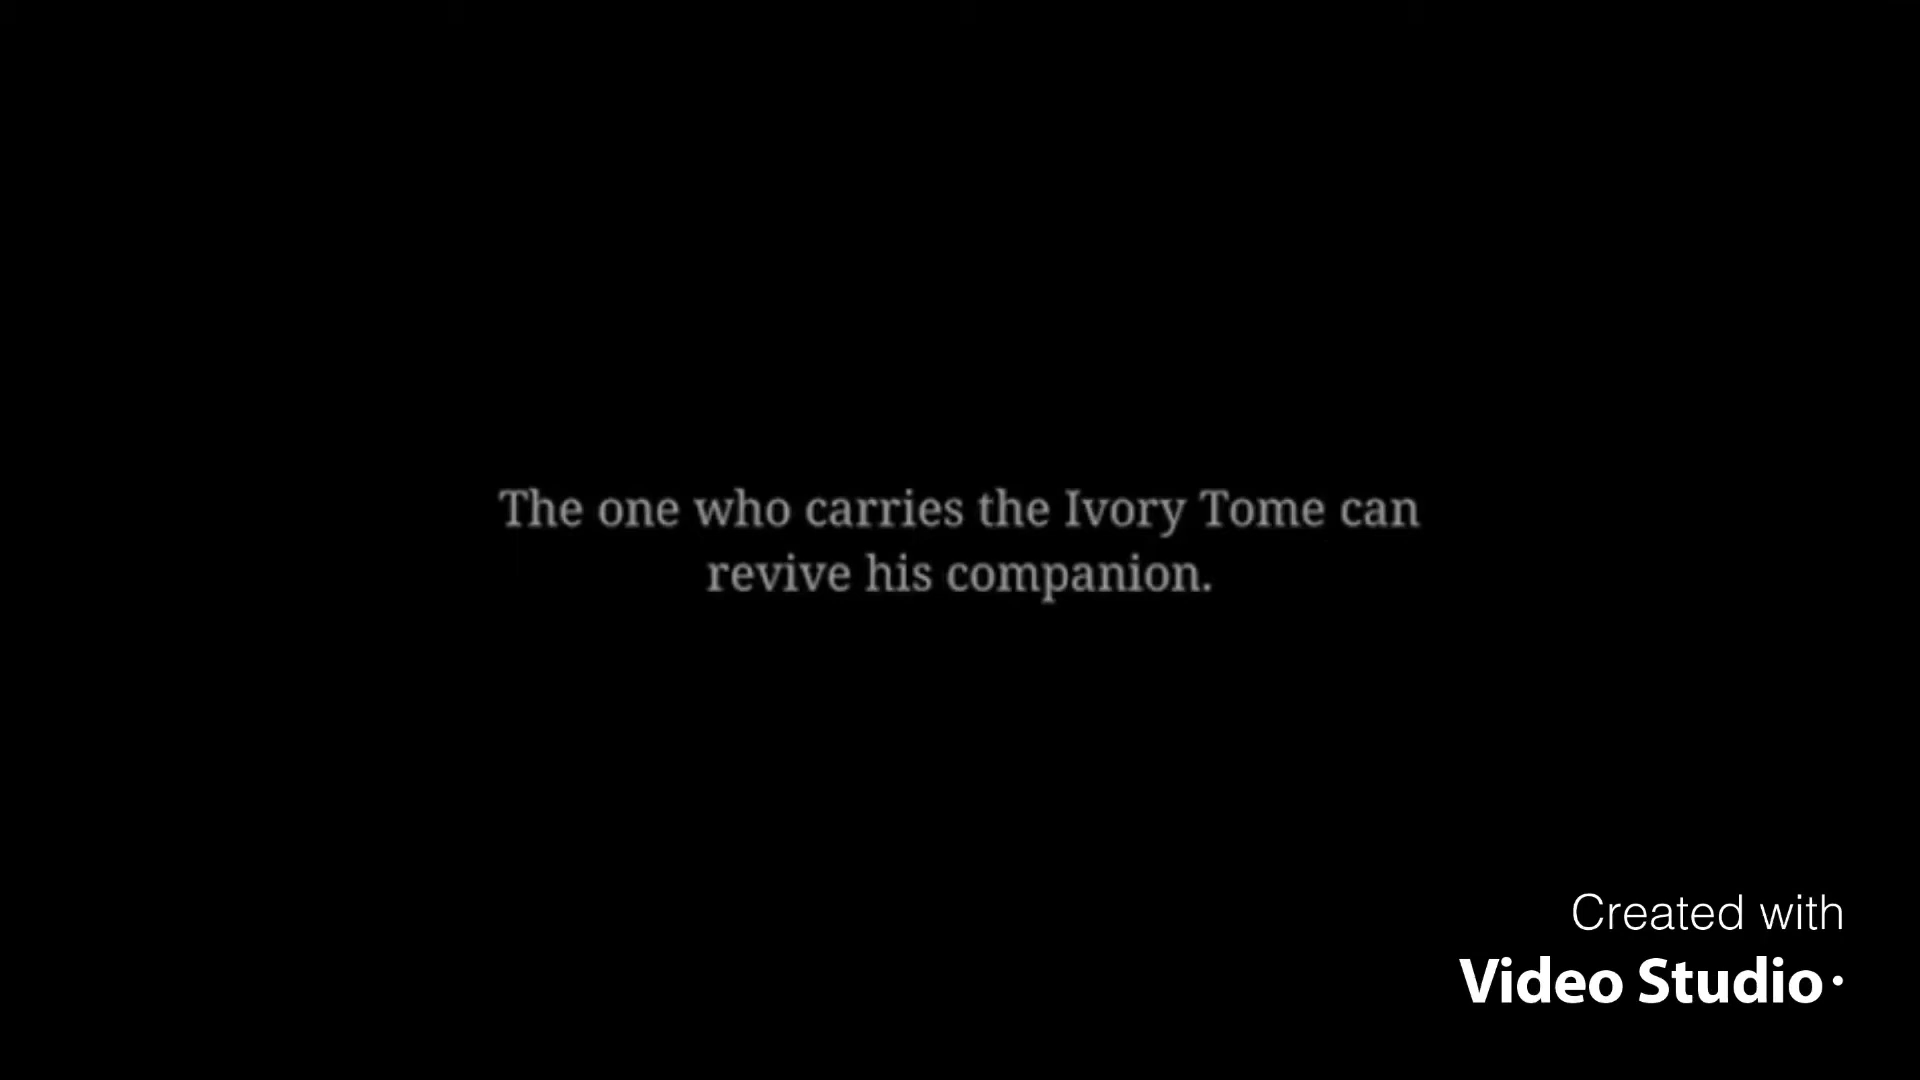 The one who carries the Ivory Tome can
revive his companion.
Created with
Video Studio·